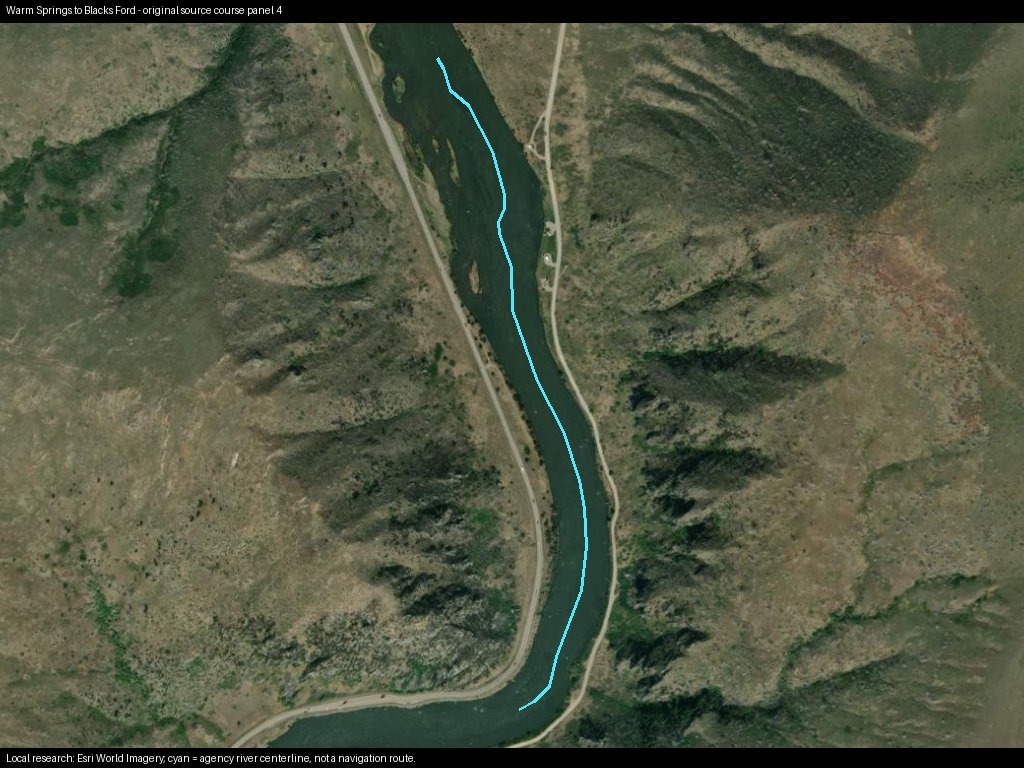 Warm Springs to Blacks Ford - original source course panel 4
Local research: Esri World Imagery; cyan = agency river centerline, not a navigation route.